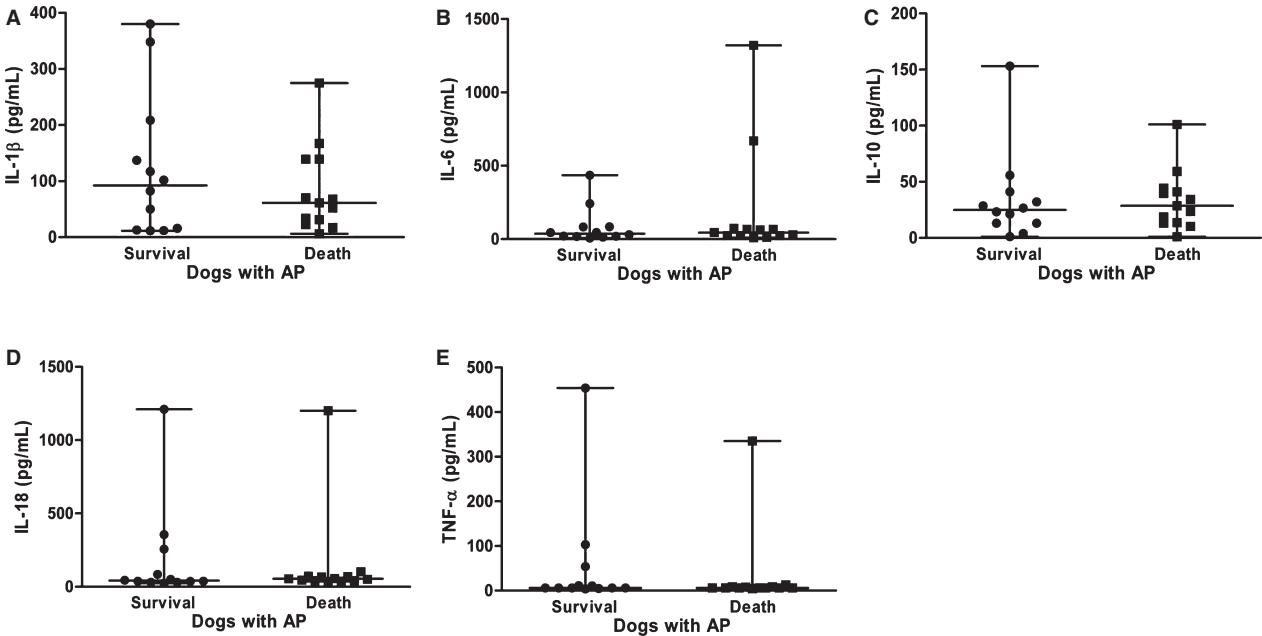 A
IL-1β (pg/mL)
400
300
200
100
0
Survival Death
Dogs with AP
B
IL-6 (pg/mL)
1500
1000
500
0
Survival Death
Dogs with AP
C
IL-10 (pg/mL)
200
150
100
50
0
Survival Death
Dogs with AP
D
IL-18 (pg/mL)
1500
1000
500
0
Survival Death
Dogs with AP
E
TNF-α (pg/mL)
500
400
300
200
100
0
Survival Death
Dogs with AP